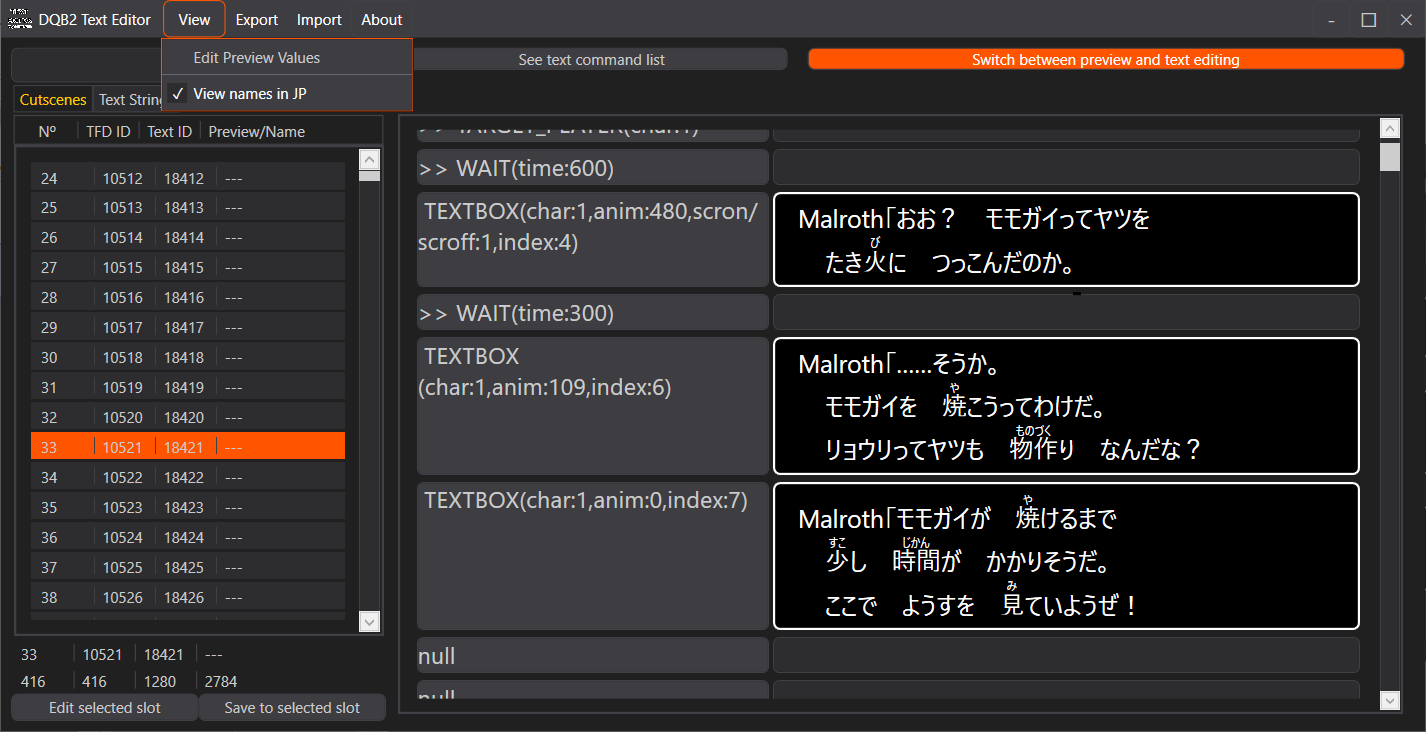 DQB2 Text Editor View Export Import About
Edit Preview Values
✓ View names in JP
See text command list
Switch between preview and text editing
Cutscenes Text String
Nº TFD ID Text ID Preview/Name
24 10512 18412 ---
25 10513 18413 ---
26 10514 18414 ---
27 10515 18415 ---
28 10516 18416 ---
29 10517 18417 ---
30 10518 18418 ---
31 10519 18419 ---
32 10520 18420 ---
33 10521 18421 ---
34 10522 18422 ---
35 10523 18423 ---
36 10524 18424 ---
37 10525 18425 ---
38 10526 18426 ---
33 10521 18421 ---
416 416 1280 2784
Edit selected slot Save to selected slot
>> WAIT(time:600)
TEXTBOX(char:1,anim:480,scron/
scroff:1,index:4)
Malroth「おお？　モモガイってヤツを
び
たき火に　つっこんだのか。
>> WAIT(time:300)
TEXTBOX
(char:1,anim:109,index:6)
Malroth「……そうか。
や
モモガイを　焼こうってわけだ。
ものづく
リョウリってヤツも　物作り　なんだな？
TEXTBOX(char:1,anim:0,index:7)
や
Malroth「モモガイが　焼けるまで
すこ　じかん
少し　時間が　かかりそうだ。
み
ここで　ようすを　見ていようぜ！
null
null